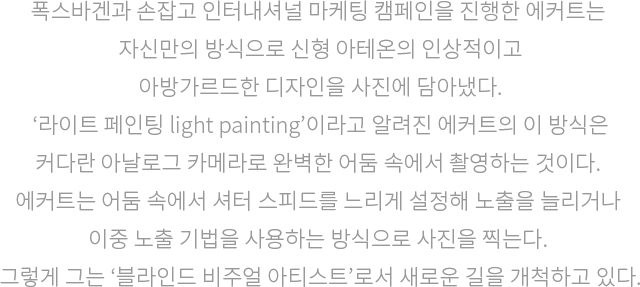 폭스바겐과 손잡고 인터내셔널 마케팅 캠페인을 진행한 에커트는
자신만의 방식으로 신형 아테온의 인상적이고
아방가르드한 디자인을 사진에 담아냈다.
‘라이트 페인팅 light painting’이라고 알려진 에커트의 이 방식은
커다란 아날로그 카메라로 완벽한 어둠 속에서 촬영하는 것이다.
에커트는 어둠 속에서 셔터 스피드를 느리게 설정해 노출을 늘리거나
이중 노출 기법을 사용하는 방식으로 사진을 찍는다.
그렇게 그는 ‘블라인드 비주얼 아티스트’로서 새로운 길을 개척하고 있다.